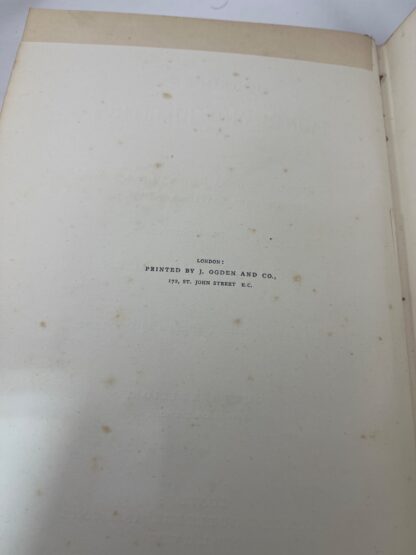 LONDON:
PRINTED BY J. OGDEN AND CO.,
172, ST. JOHN STREET E.C.